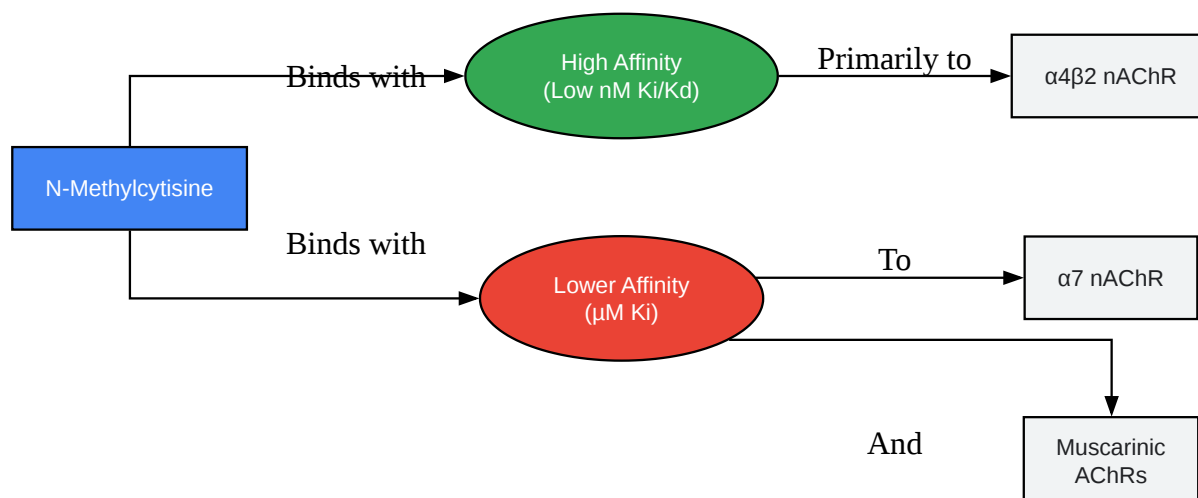 Binds with
High Affinity
(Low nM Ki/Kd)
Primarily to
α4β2 nAChR
N-Methylcytisine
Binds with
Lower Affinity
(µM Ki)
To
α7 nAChR
And
Muscarinic
AChRs